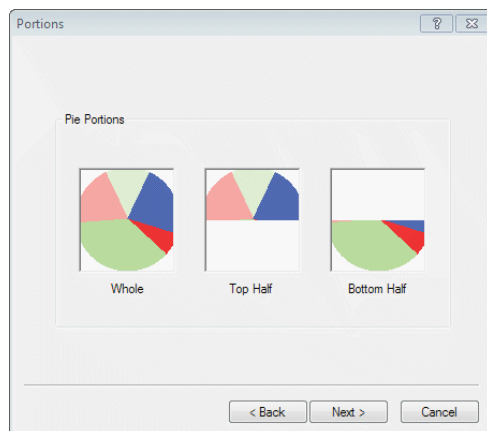 Portions
Pie Portions
Whole Top Half Bottom Half
< Back Next > Cancel